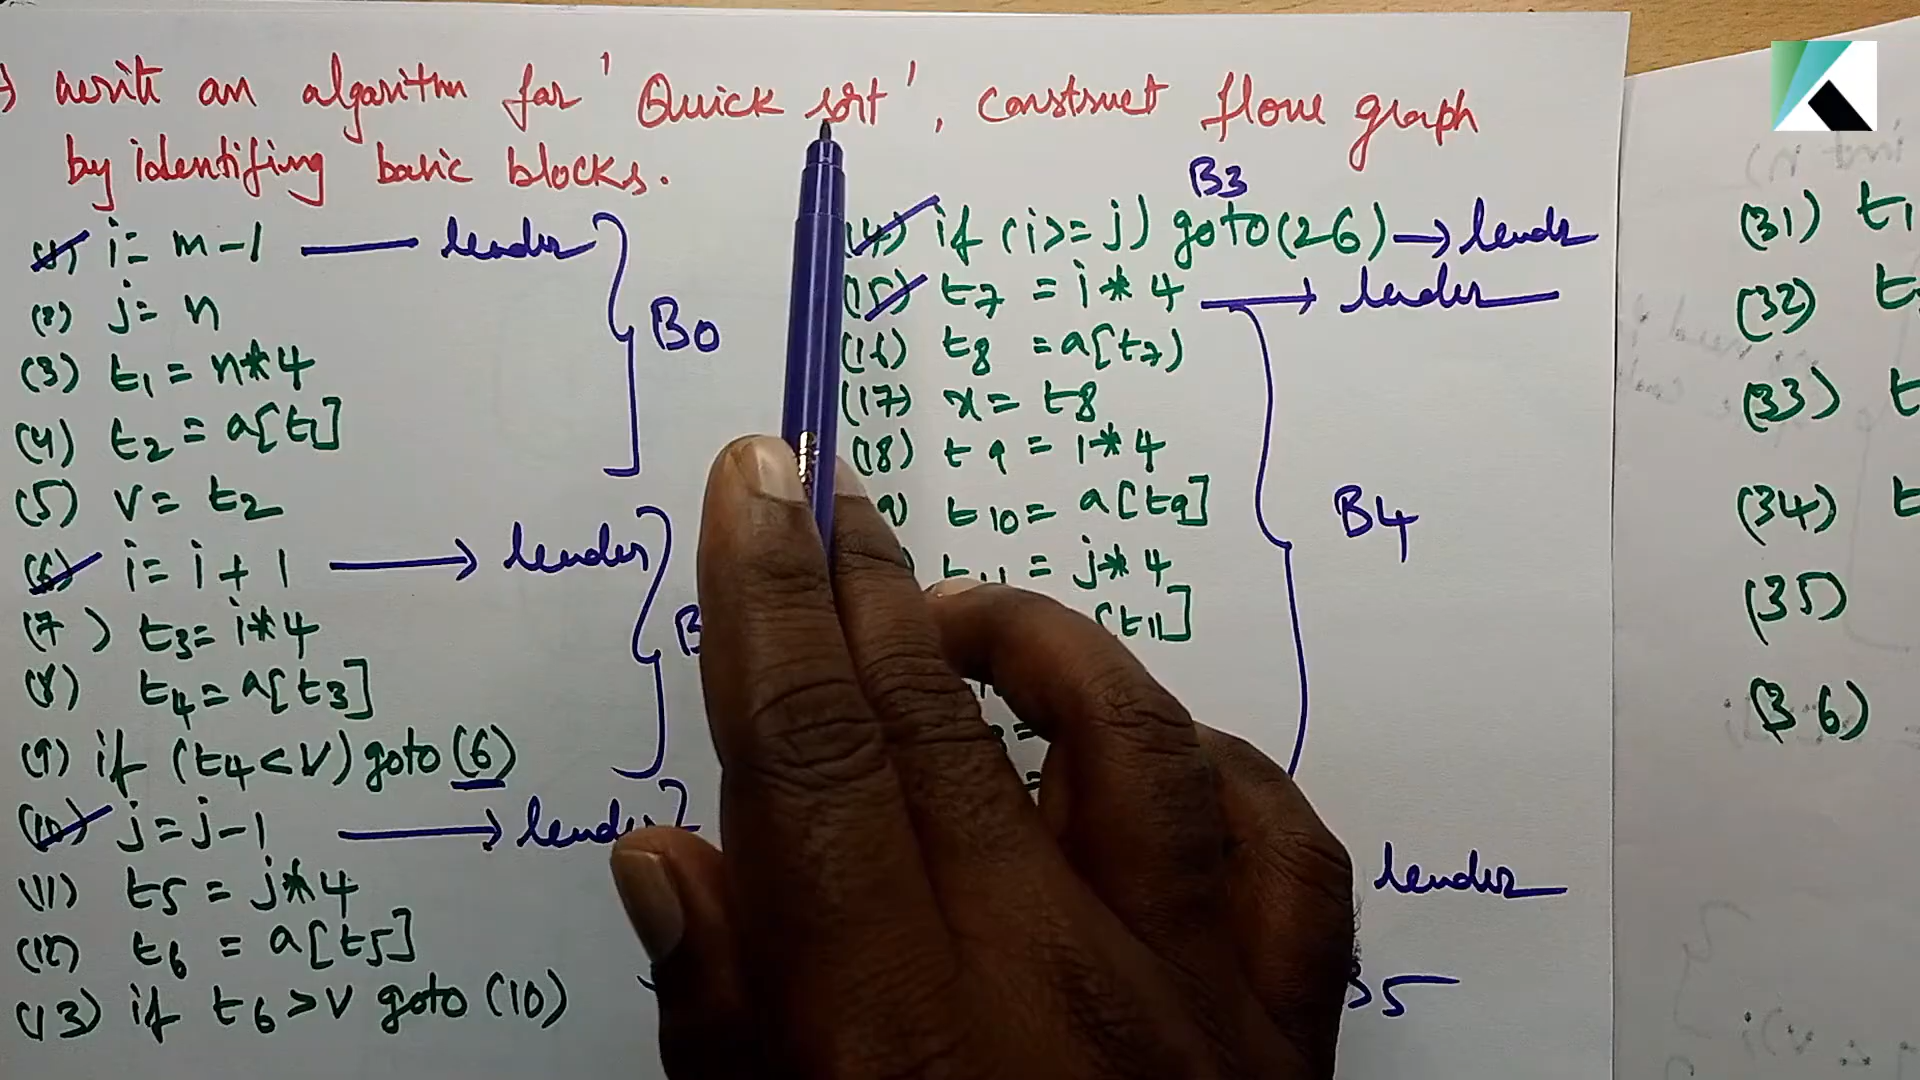 write an algorithm for 'Quick sort', construct flow graph
by identifing basic blocks.
(1) i = m-1 leader
(2) j = n
B0
(3) t1 = n*4
(4) t2 = a[t1]
(5) v = t2
(6) i = i + 1 leader
(7) t3 = i*4
(8) t4 = a[t3]
(9) if (t4 < v) goto (6)
(10) j = j-1 leader
(11) t5 = j*4
(12) t6 = a[t5]
(13) if t6 > v goto (10)
B3
(14) if (i >= j) goto (26) leader
(15) t7 = i*4 leader
(16) t8 = a[t7)
(17) x = t8
(18) t9 = i*4
t10 = a[t9]
B4
= j*4
[t11]
leader
B5
(31) t1
(32) t
(33) t
(34) t
(35)
(36)